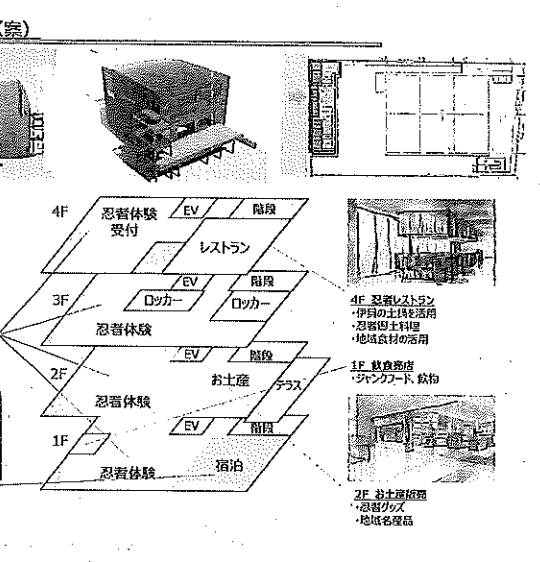 案）
4F
忍者体験
受付
EV
階段
レストラン
3F
EV
階段
ロッカー
ロッカー
忍者体験
2F
EV
階段
お土産
テラス
忍者体験
1F
EV
階段
忍者体験
宿泊
4F 忍者レストラン
・伊賀の土鍋を活用
・忍者郷土料理
・地域食材の活用
1F 飲食売店
・ジャンクフード、飲物
2F お土産販売
・忍者グッズ
・地域名産品